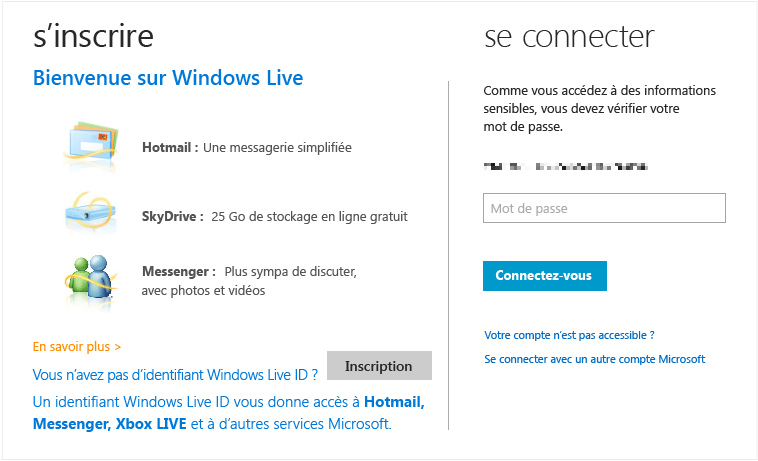 s'inscrire
Bienvenue sur Windows Live
Hotmail : Une messagerie simplifiée
SkyDrive : 25 Go de stockage en ligne gratuit
Messenger : Plus sympa de discuter,
avec photos et vidéos
En savoir plus >
Vous n'avez pas d'identifiant Windows Live ID ?
Inscription
Un identifiant Windows Live ID vous donne accès à Hotmail,
Messenger, Xbox LIVE et à d'autres services Microsoft.
se connecter
Comme vous accédez à des informations
sensibles, vous devez vérifier votre
mot de passe.
Mot de passe
Connectez-vous
Votre compte n'est pas accessible ?
Se connecter avec un autre compte Microsoft